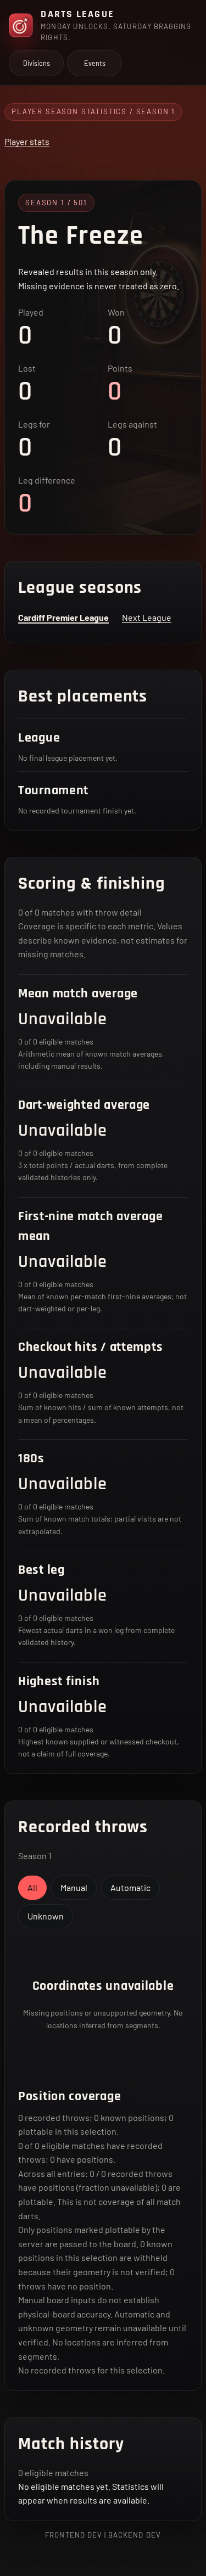 DARTS LEAGUE
MONDAY UNLOCKS. SATURDAY BRAGGING
RIGHTS.
Divisions
Events
PLAYER SEASON STATISTICS / SEASON 1
Player stats
SEASON 1 / 501
The Freeze
Revealed results in this season only.
Missing evidence is never treated as zero.
Played
Won
0
0
Lost
Points
0
0
Legs for
Legs against
0
0
Leg difference
0
League seasons
Cardiff Premier League
Next League
Best placements
League
No final league placement yet.
Tournament
No recorded tournament finish yet.
Scoring & finishing
0 of 0 matches with throw detail
Coverage is specific to each metric. Values
describe known evidence, not estimates for
missing matches.
Mean match average
Unavailable
0 of 0 eligible matches
Arithmetic mean of known match averages,
including manual results.
Dart-weighted average
Unavailable
0 of 0 eligible matches
3 x total points / actual darts, from complete
validated histories only.
First-nine match average
mean
Unavailable
0 of 0 eligible matches
Mean of known per-match first-nine averages; not
dart-weighted or per-leg.
Checkout hits / attempts
Unavailable
0 of 0 eligible matches
Sum of known hits / sum of known attempts, not
a mean of percentages.
180s
Unavailable
0 of 0 eligible matches
Sum of known match totals; partial visits are not
extrapolated.
Best leg
Unavailable
0 of 0 eligible matches
Fewest actual darts in a won leg from complete
validated history.
Highest finish
Unavailable
0 of 0 eligible matches
Highest known supplied or witnessed checkout,
not a claim of full coverage.
Recorded throws
Season 1
All
Manual
Automatic
Unknown
Coordinates unavailable
Missing positions or unsupported geometry. No
locations inferred from segments.
Position coverage
0 recorded throws; 0 known positions; 0
plottable in this selection.
0 of 0 eligible matches have recorded
throws; 0 have positions.
Across all entries: 0 / 0 recorded throws
have positions (fraction unavailable); 0 are
plottable. This is not coverage of all match
darts.
Only positions marked plottable by the
server are passed to the board. 0 known
positions in this selection are withheld
because their geometry is not verified; 0
throws have no position.
Manual board inputs do not establish
physical-board accuracy. Automatic and
unknown geometry remain unavailable until
verified. No locations are inferred from
segments.
No recorded throws for this selection.
Match history
0 eligible matches
No eligible matches yet. Statistics will
appear when results are available.
FRONTEND DEV | BACKEND DEV